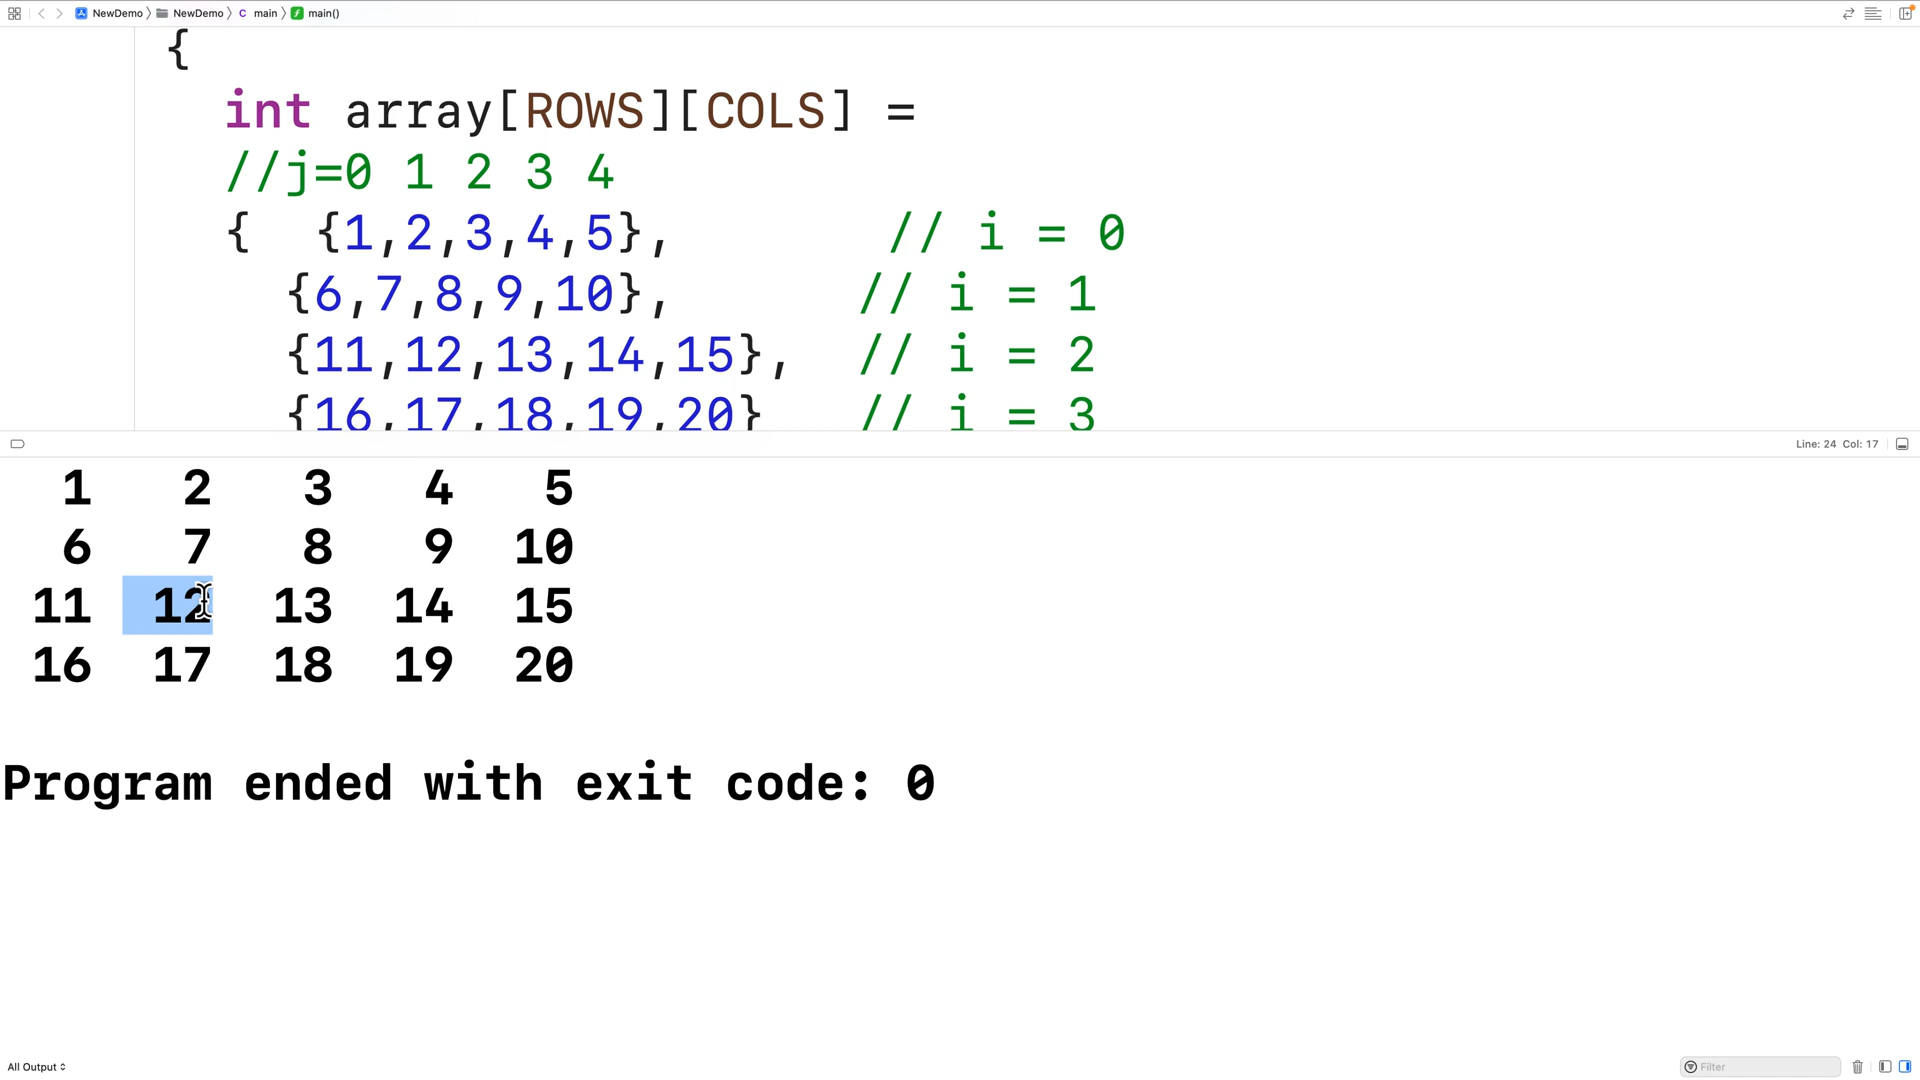 NewDemo NewDemo C main f main()
{
int array[ROWS][COLS] =
//j=0 1 2 3 4
{ {1,2,3,4,5}, // i = 0
{6,7,8,9,10}, // i = 1
{11,12,13,14,15}, // i = 2
{16,17,18,19,20} // i = 3
Line: 24 Col: 17
1 2 3 4 5
6 7 8 9 10
11 12 13 14 15
16 17 18 19 20
Program ended with exit code: 0
All Output Filter